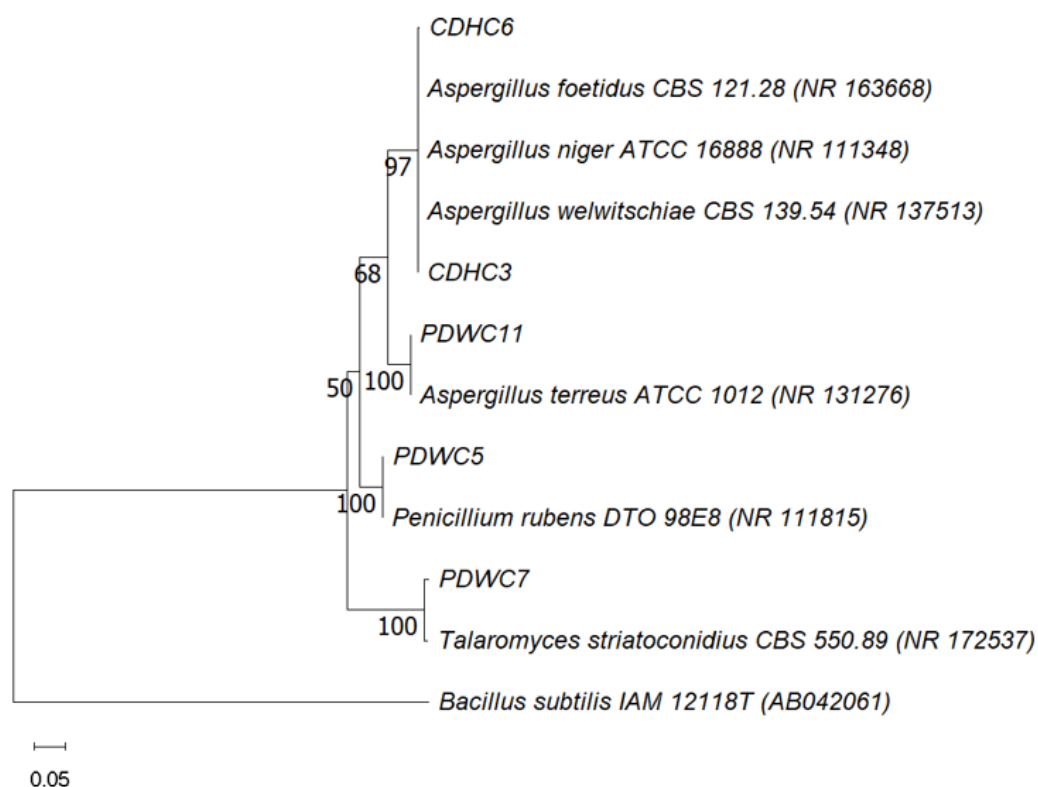 CDHC6
Aspergillus foetidus CBS 121.28 (NR 163668)
Aspergillus niger ATCC 16888 (NR 111348)
97
Aspergillus welwitschiae CBS 139.54 (NR 137513)
CDHC3
68
PDWC11
Aspergillus terreus ATCC 1012 (NR 131276)
100
50
PDWC5
Penicillium rubens DTO 98E8 (NR 111815)
100
PDWC7
Talaromyces striatoconidius CBS 550.89 (NR 172537)
100
Bacillus subtilis IAM 12118T (AB042061)
0.05